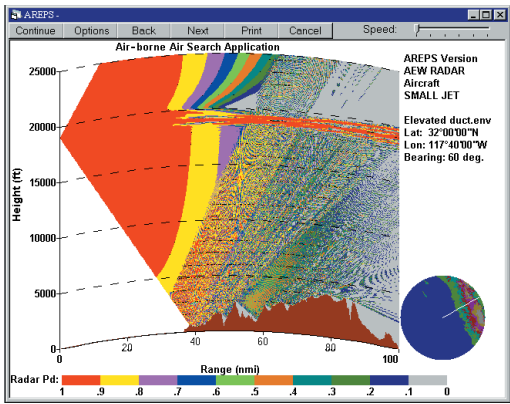 AREPS -
Continue Options Back Next Print Cancel Speed:
Air-borne Air Search Application
AREPS Version
AEW RADAR
Aircraft
SMALL JET
Elevated duct.env
Lat: 32°00'00"N
Lon: 117°40'00"W
Bearing: 60 deg.
Height (ft)
25000
20000
15000
10000
5000
0
0 20 40 60 80 100
Range (nmi)
Radar Pd:
1 .9 .8 .7 .6 .5 .4 .3 .2 .1 0